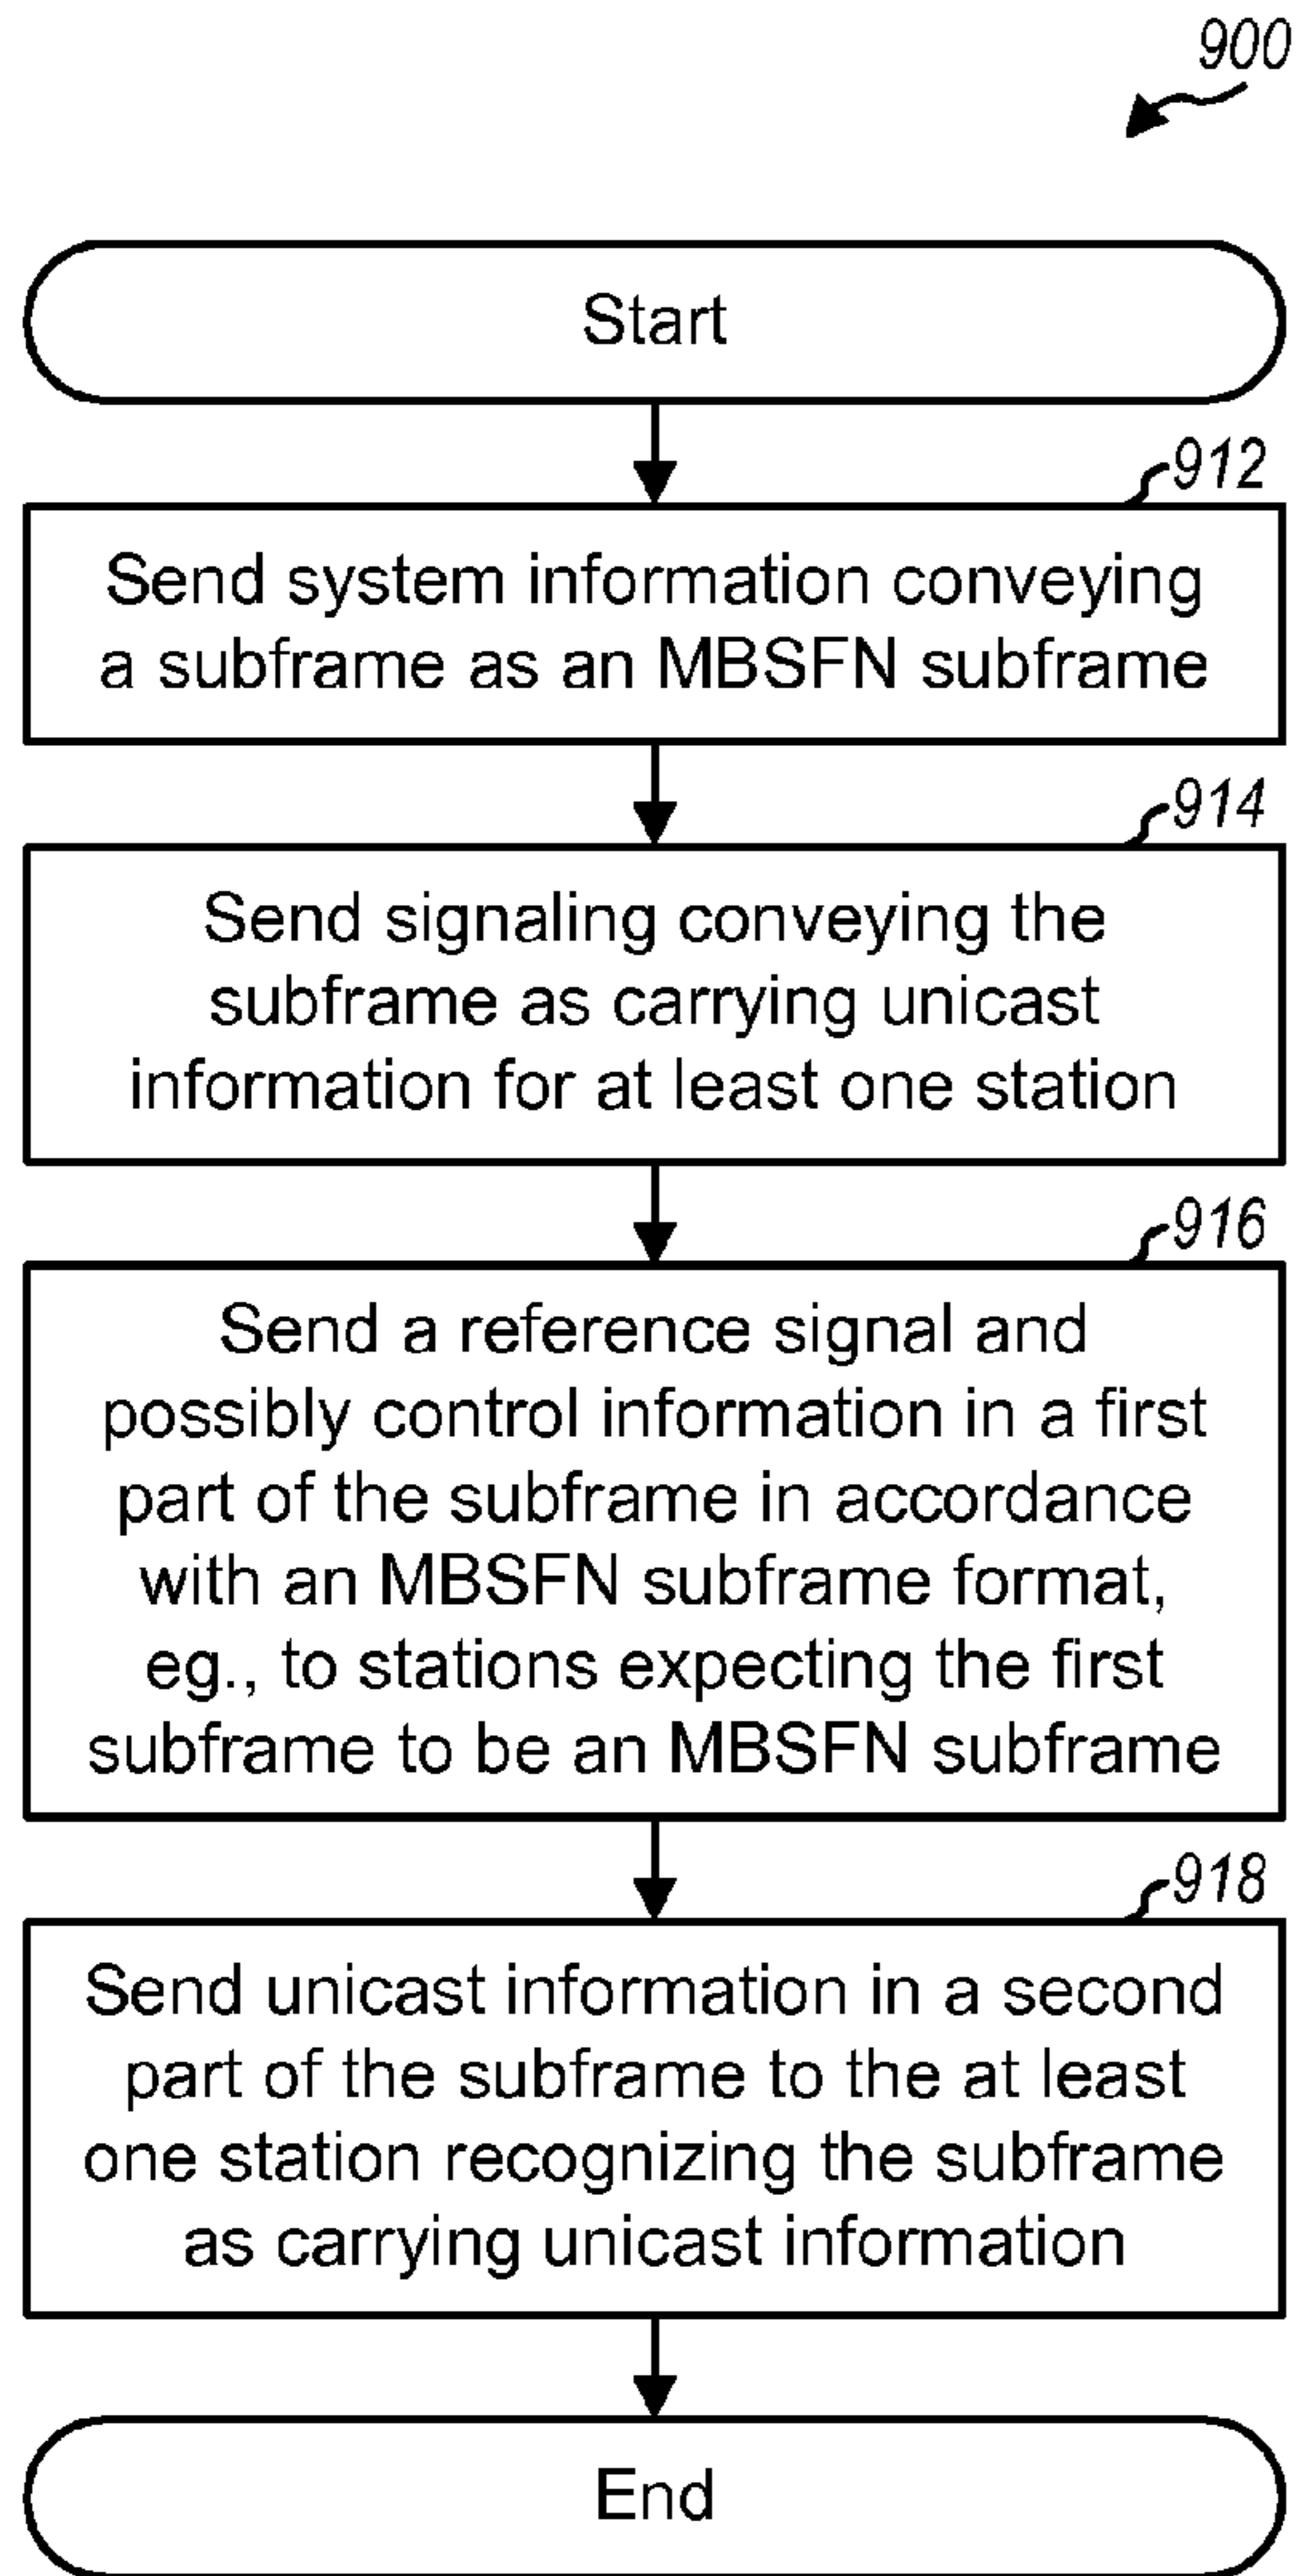 900
Start
912
Send system information conveying
a subframe as an MBSFN subframe
914
Send signaling conveying the
subframe as carrying unicast
information for at least one station
916
Send a reference signal and
possibly control information in a first
part of the subframe in accordance
with an MBSFN subframe format,
eg., to stations expecting the first
subframe to be an MBSFN subframe
918
Send unicast information in a second
part of the subframe to the at least
one station recognizing the subframe
as carrying unicast information
End